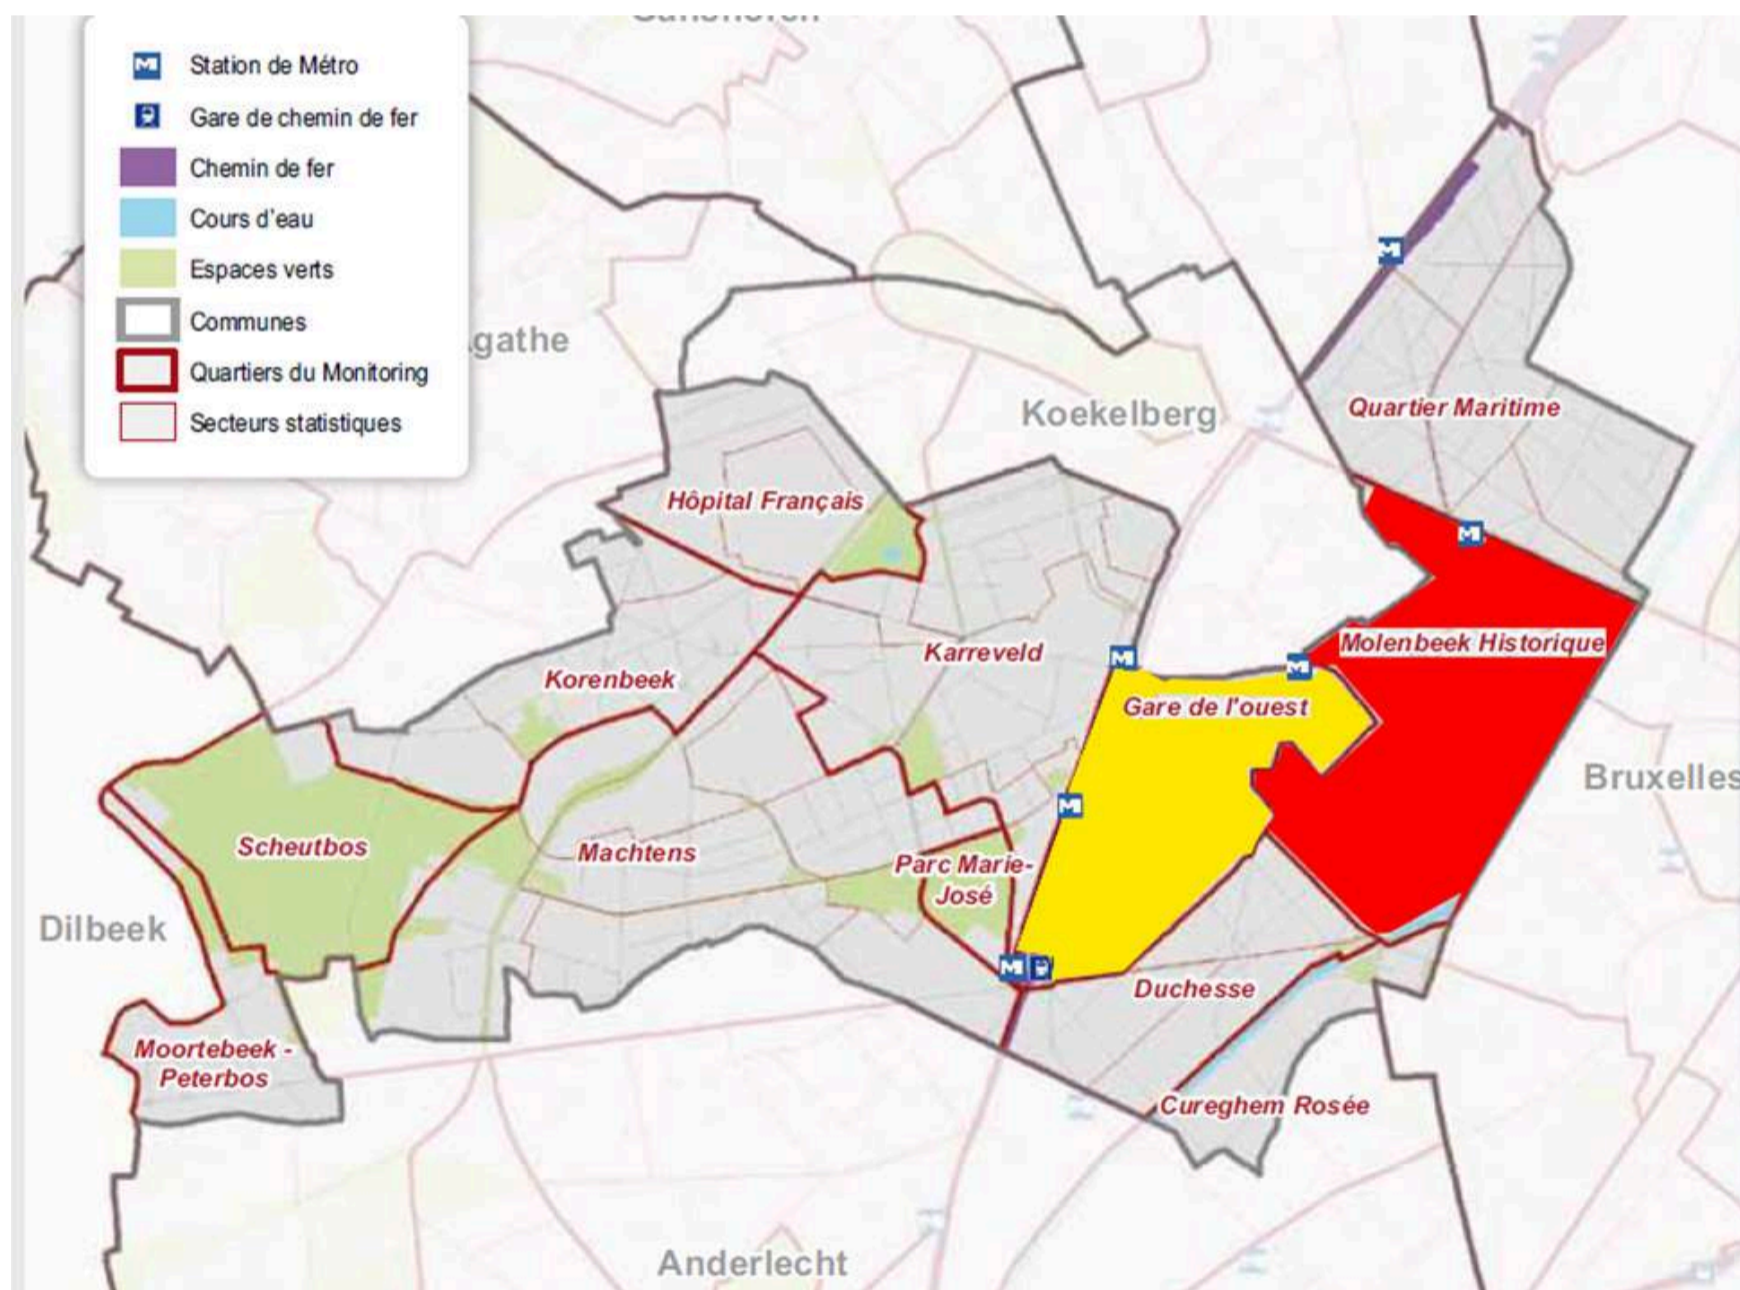 Station de Métro
Gare de chemin de fer
Chemin de fer
Cours d'eau
Espaces verts
Communes
Quartiers du Monitoring
Secteurs statistiques
Koekelberg
Quartier Maritime
Hôpital Français
Molenbeek Historique
Karreveld
Korenbeek
Gare de l'ouest
Bruxelles
Scheutbos
Machtens
Parc Marie-
José
Dilbeek
Duchesse
Moortebeek -
Peterbos
Cureghem Rosée
Anderlecht